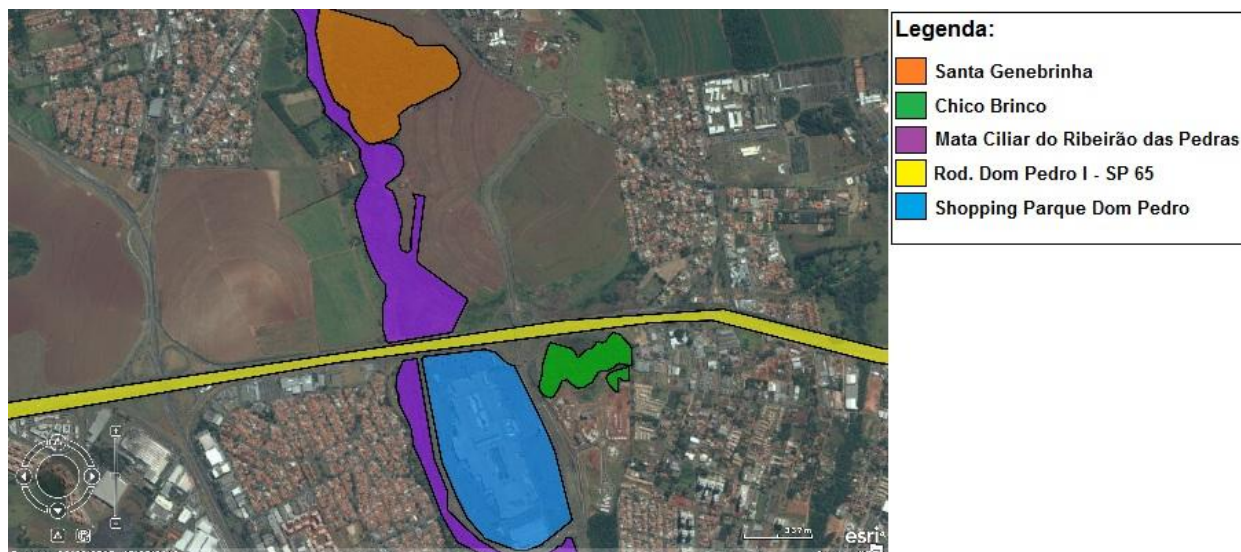 Legenda:
Santa Genebrinha
Chico Brinco
Mata Ciliar do Ribeirão das Pedras
Rod. Dom Pedro I - SP 65
Shopping Parque Dom Pedro
337 m
esri